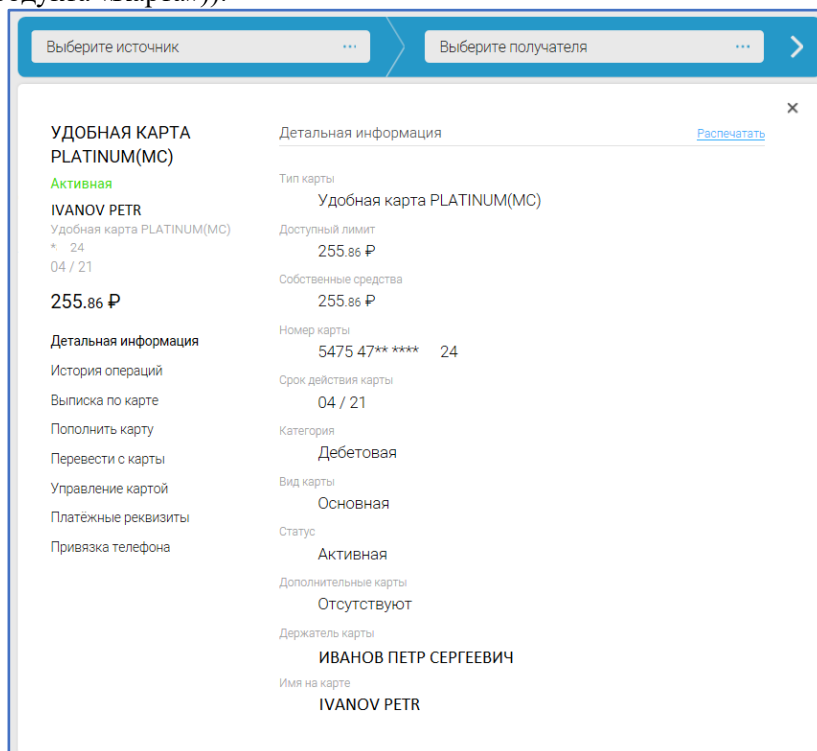 Выберите источник ... Выберите получателя ...
УДОБНАЯ КАРТА
PLATINUM(MC)
Активная
IVANOV PETR
Удобная карта PLATINUM(MC)
*. 24
04 / 21
255.86 ₽
Детальная информация
История операций
Выписка по карте
Пополнить карту
Перевести с карты
Управление картой
Платёжные реквизиты
Привязка телефона
Детальная информация Распечатать
Тип карты
Удобная карта PLATINUM(MC)
Доступный лимит
255.86 ₽
Собственные средства
255.86 ₽
Номер карты
5475 47** **** 24
Срок действия карты
04 / 21
Категория
Дебетовая
Вид карты
Основная
Статус
Активная
Дополнительные карты
Отсутствуют
Держатель карты
ИВАНОВ ПЕТР СЕРГЕЕВИЧ
Имя на карте
IVANOV PETR